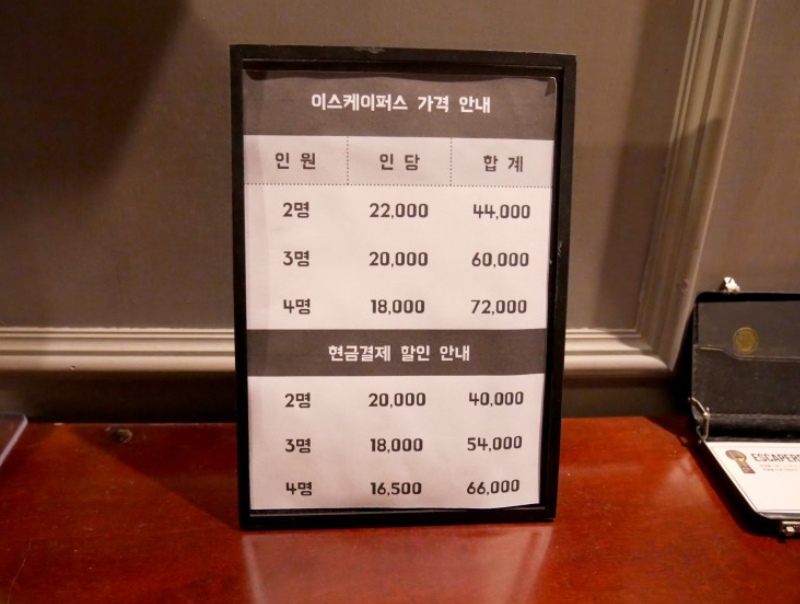 이스케이퍼스 가격 안내
인 원 인 당 합 계
2명 22,000 44,000
3명 20,000 60,000
4명 18,000 72,000
현금결제 할인 안내
2명 20,000 40,000
3명 18,000 54,000
4명 16,500 66,000
ESCAPERS